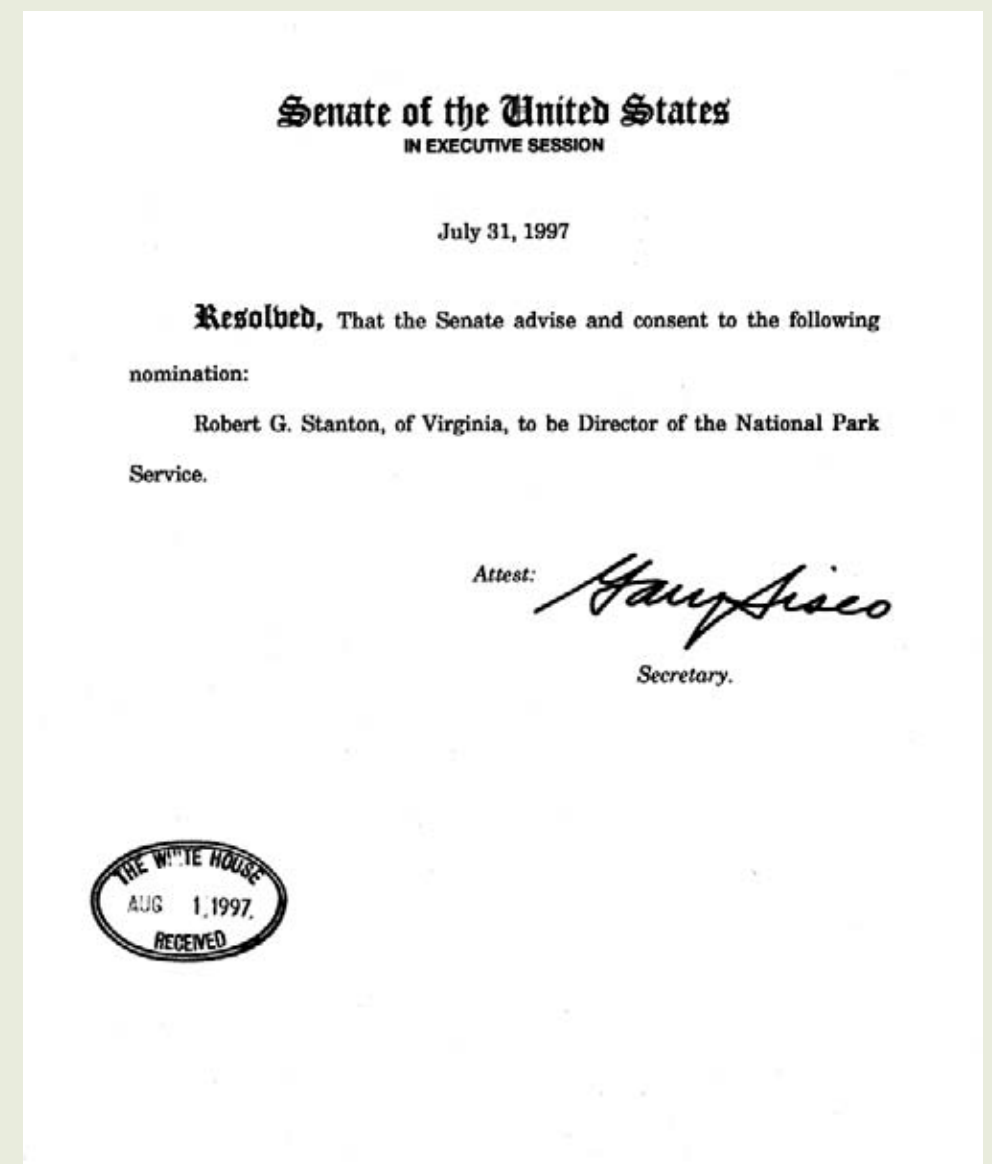 Senate of the United States
IN EXECUTIVE SESSION
July 31, 1997
Resolved, That the Senate advise and consent to the following
nomination:
Robert G. Stanton, of Virginia, to be Director of the National Park
Service.
Attest: Gary Sisco
Secretary.
THE WHITE HOUSE
AUG 1, 1997
RECEIVED